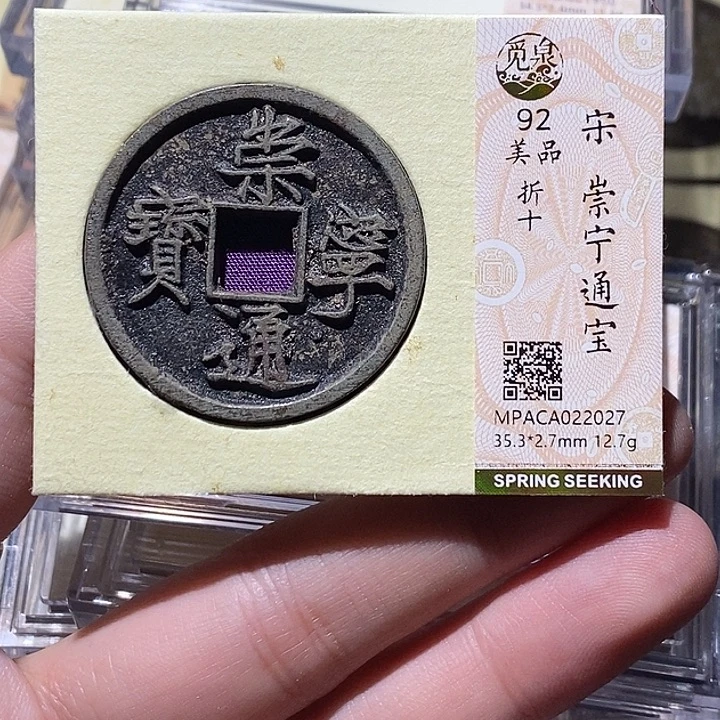 崇
寧
通
寶
觅泉
92
美品
折十
宋 崇宁通宝
MPACA022027
35.3*2.7mm 12.7g
SPRING SEEKING